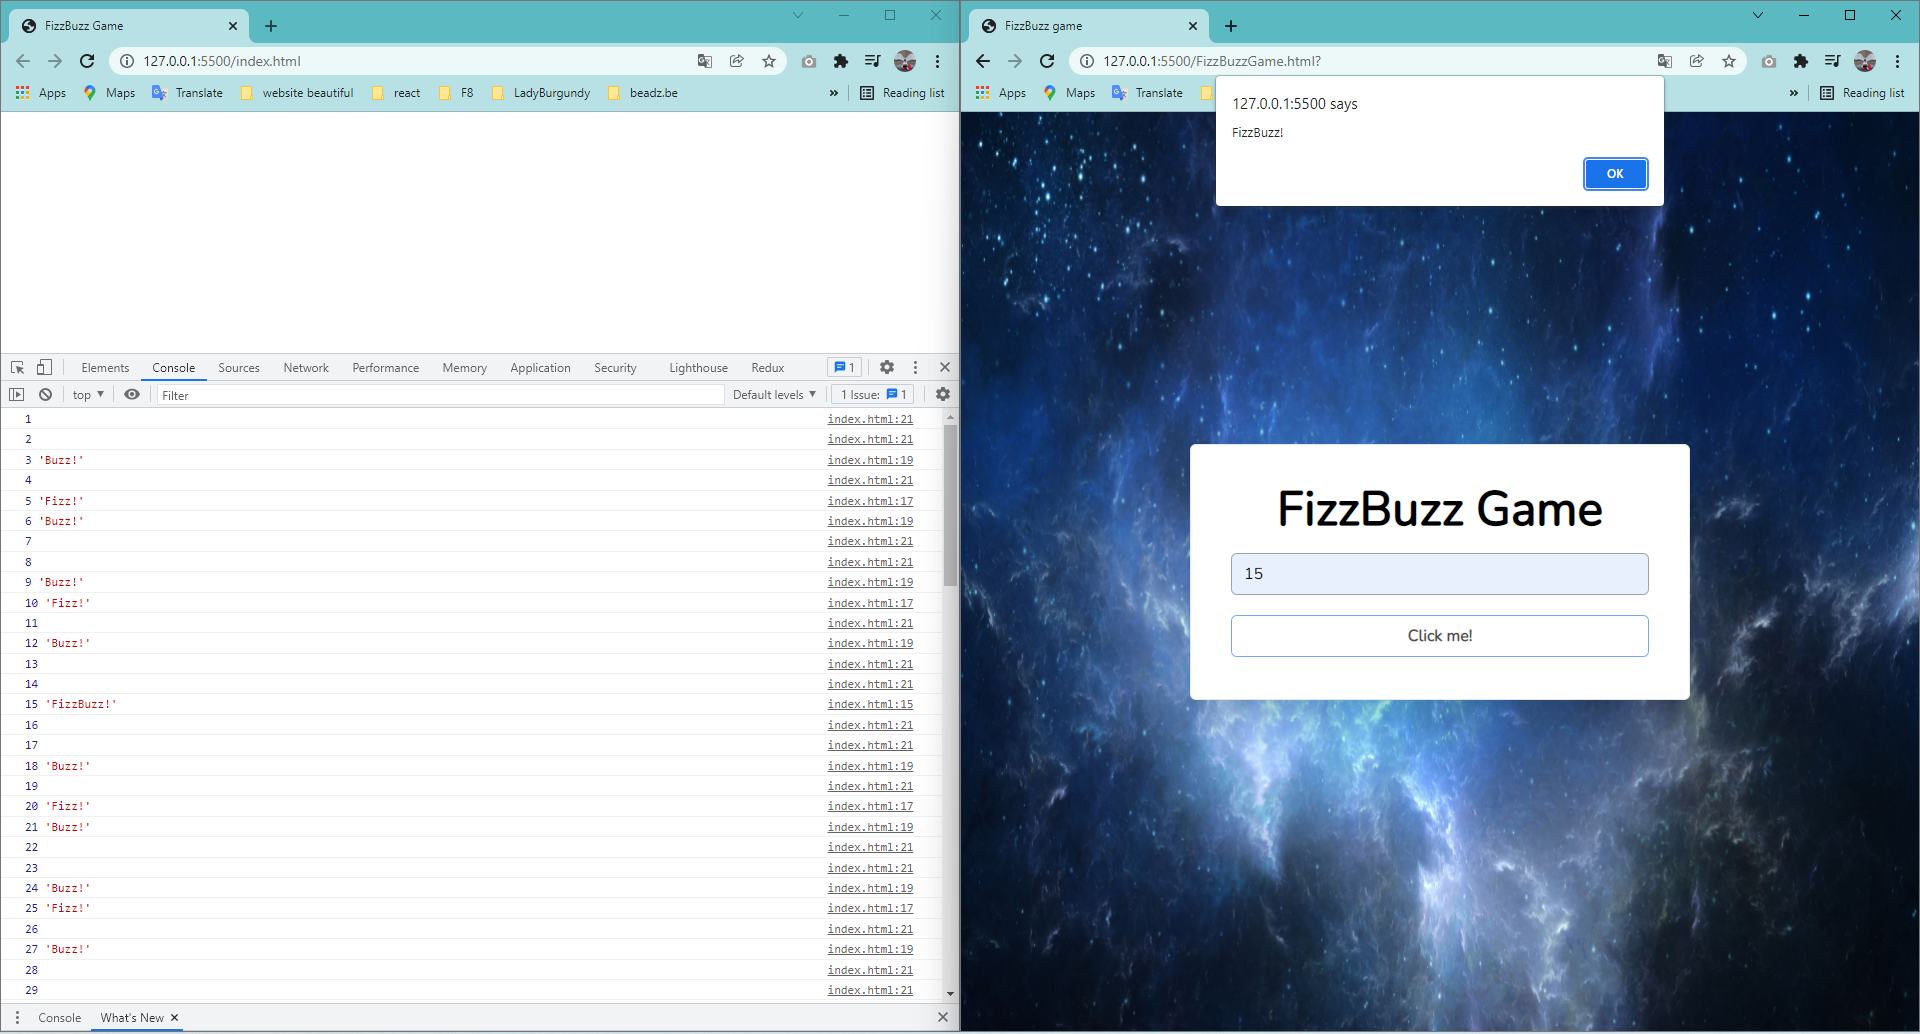 FizzBuzz Game
127.0.0.1:5500/index.html
Apps Maps Translate website beautiful react F8 LadyBurgundy beadz.be » Reading list
Elements Console Sources Network Performance Memory Application Security Lighthouse Redux 1
top Filter Default levels 1 Issue: 1
1 index.html:21
2 index.html:21
3 'Buzz!' index.html:19
4 index.html:21
5 'Fizz!' index.html:17
6 'Buzz!' index.html:19
7 index.html:21
8 index.html:21
9 'Buzz!' index.html:19
10 'Fizz!' index.html:17
11 index.html:21
12 'Buzz!' index.html:19
13 index.html:21
14 index.html:21
15 'FizzBuzz!' index.html:15
16 index.html:21
17 index.html:21
18 'Buzz!' index.html:19
19 index.html:21
20 'Fizz!' index.html:17
21 'Buzz!' index.html:19
22 index.html:21
23 index.html:21
24 'Buzz!' index.html:19
25 'Fizz!' index.html:17
26 index.html:21
27 'Buzz!' index.html:19
28 index.html:21
29 index.html:21
Console What's New
FizzBuzz game
127.0.0.1:5500/FizzBuzzGame.html?
Apps Maps Translate » Reading list
127.0.0.1:5500 says
FizzBuzz!
OK
FizzBuzz Game
15
Click me!